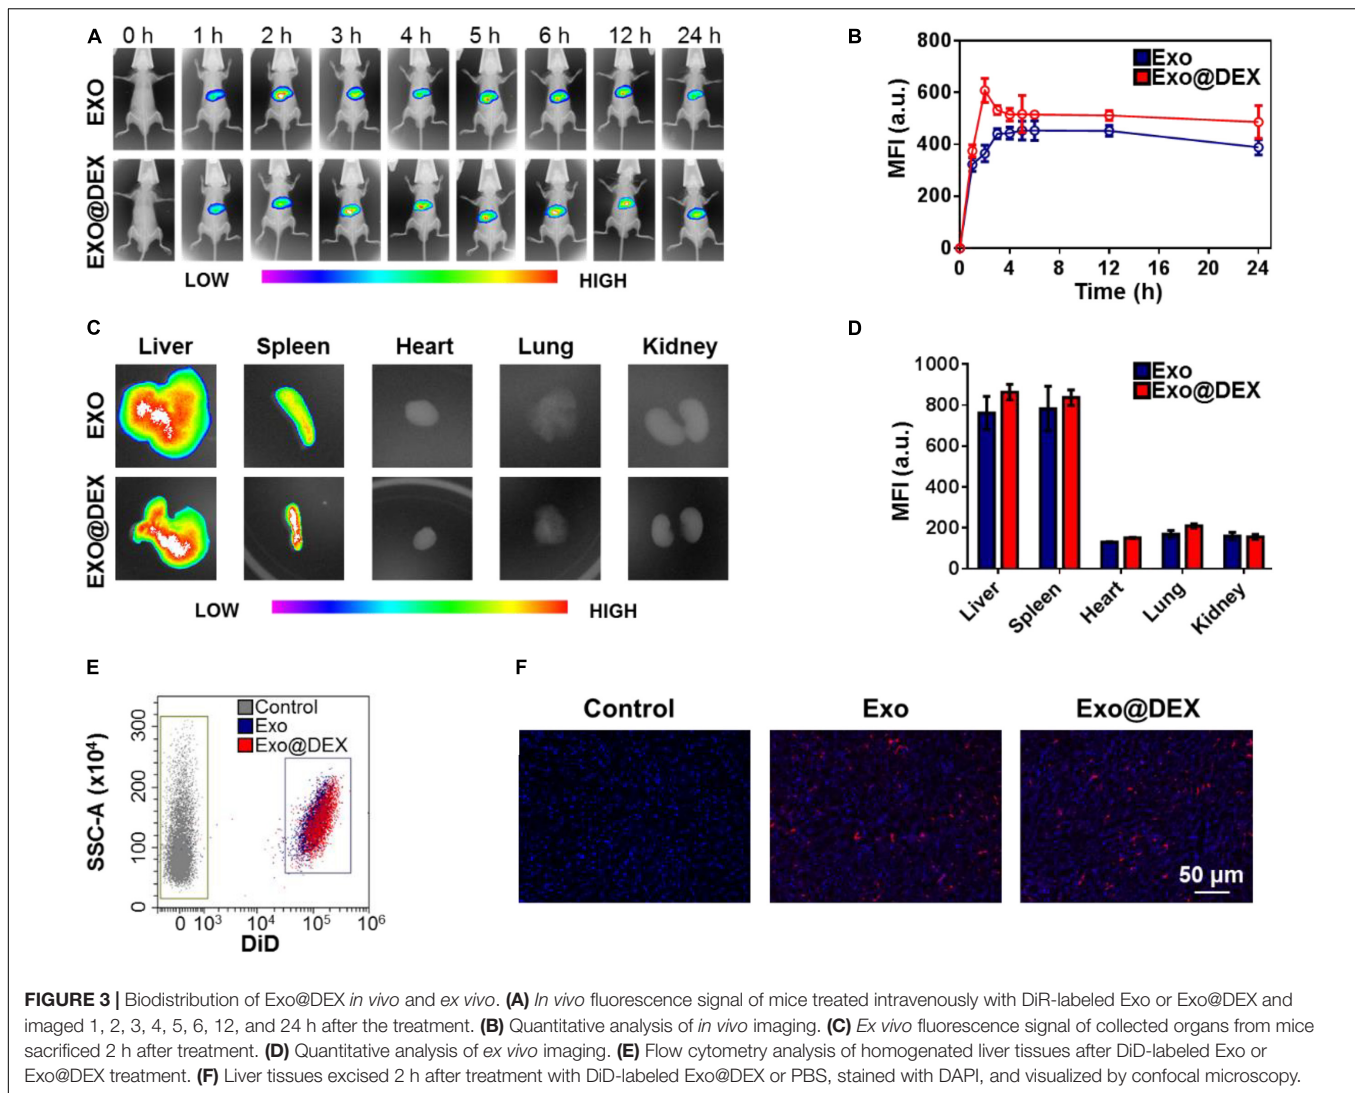 A
0 h 1 h 2 h 3 h 4 h 5 h 6 h 12 h 24 h
EXO
EXO@DEX
LOW HIGH
B
Exo
Exo@DEX
MFI (a.u.)
800
600
400
200
0
0 4 8 12 16 20 24
Time (h)
C
Liver Spleen Heart Lung Kidney
EXO
EXO@DEX
LOW HIGH
D
Exo
Exo@DEX
MFI (a.u.)
1000
800
600
400
200
0
Liver Spleen Heart Lung Kidney
E
Control
Exo
Exo@DEX
SSC-A (x10⁴)
300
200
100
0
0 10³ 10⁴ 10⁵ 10⁶
DiD
F
Control Exo Exo@DEX
50 µm
FIGURE 3 | Biodistribution of Exo@DEX in vivo and ex vivo. (A) In vivo fluorescence signal of mice treated intravenously with DiR-labeled Exo or Exo@DEX and
imaged 1, 2, 3, 4, 5, 6, 12, and 24 h after the treatment. (B) Quantitative analysis of in vivo imaging. (C) Ex vivo fluorescence signal of collected organs from mice
sacrificed 2 h after treatment. (D) Quantitative analysis of ex vivo imaging. (E) Flow cytometry analysis of homogenated liver tissues after DiD-labeled Exo or
Exo@DEX treatment. (F) Liver tissues excised 2 h after treatment with DiD-labeled Exo@DEX or PBS, stained with DAPI, and visualized by confocal microscopy.